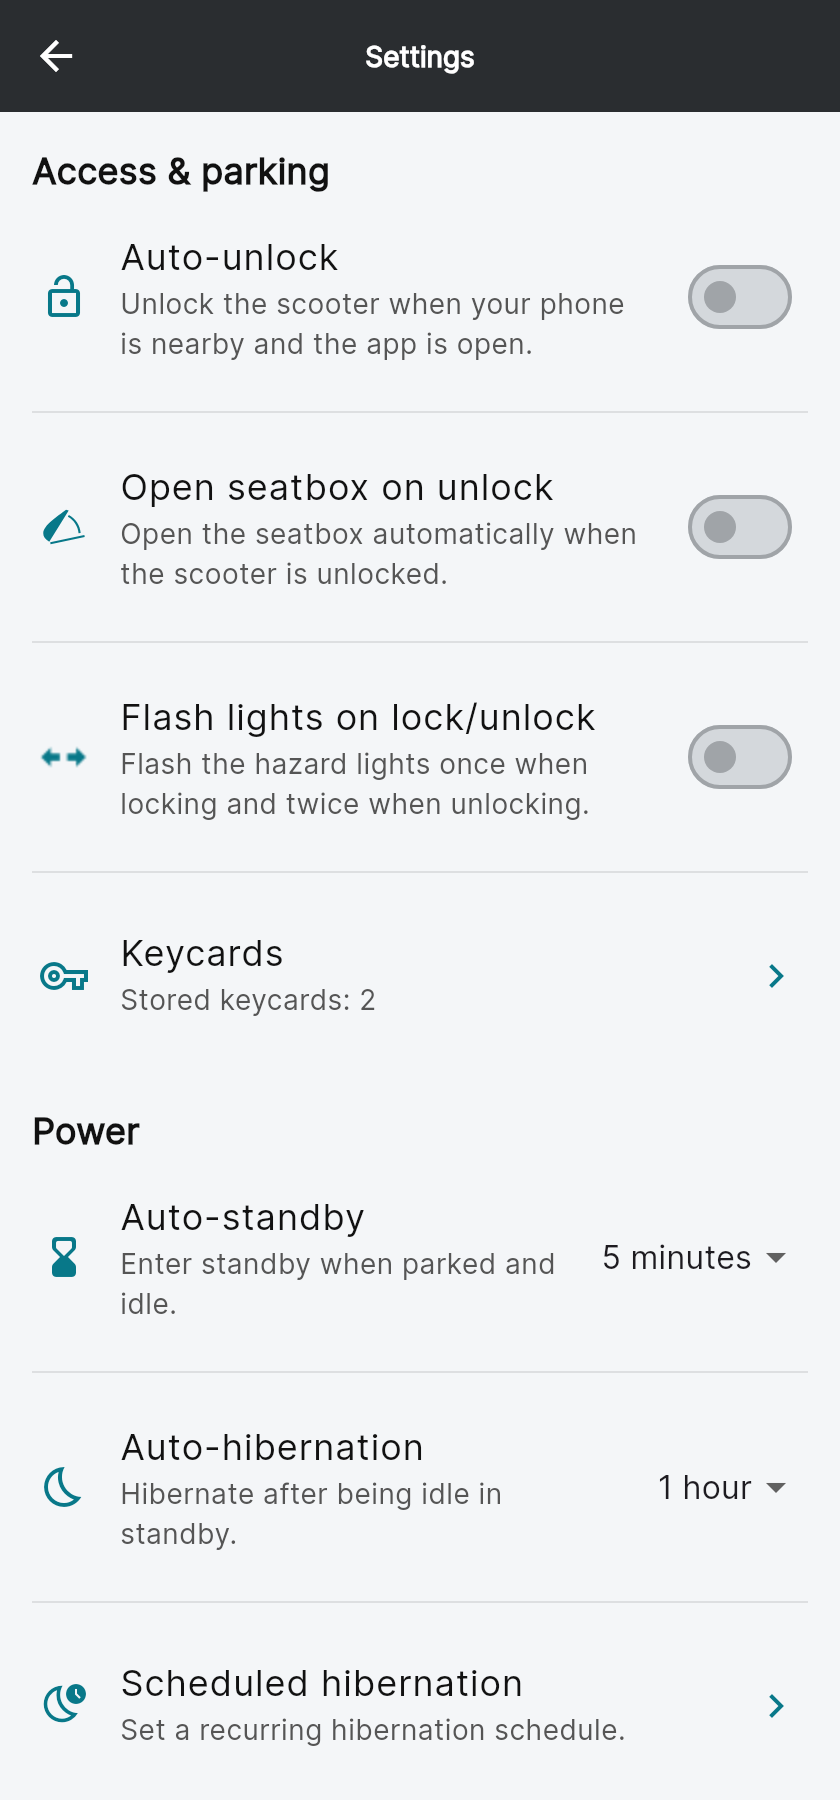 Settings
Access & parking
Auto-unlock
Unlock the scooter when your phone
is nearby and the app is open.
Open seatbox on unlock
Open the seatbox automatically when
the scooter is unlocked.
Flash lights on lock/unlock
Flash the hazard lights once when
locking and twice when unlocking.
Keycards
Stored keycards: 2
Power
Auto-standby
Enter standby when parked and
idle.
5 minutes
Auto-hibernation
Hibernate after being idle in
standby.
1 hour
Scheduled hibernation
Set a recurring hibernation schedule.